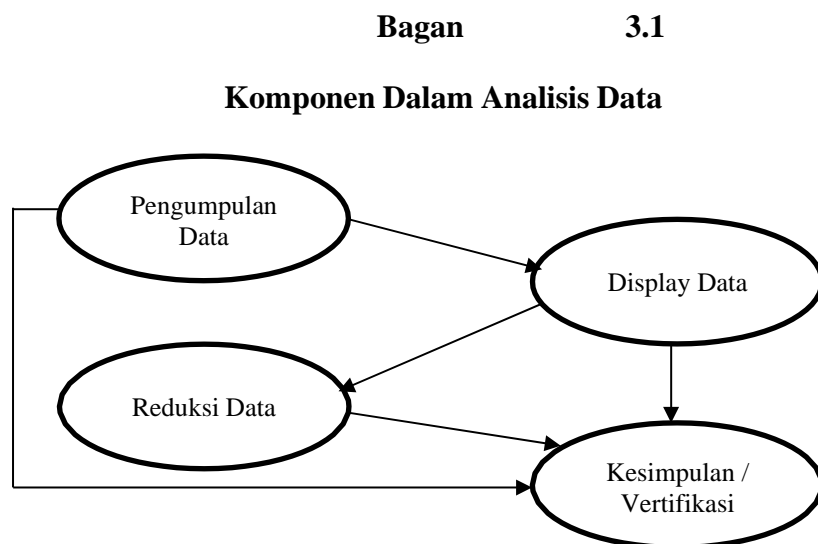 Bagan 3.1
Komponen Dalam Analisis Data
Pengumpulan
Data
Display Data
Reduksi Data
Kesimpulan /
Vertifikasi